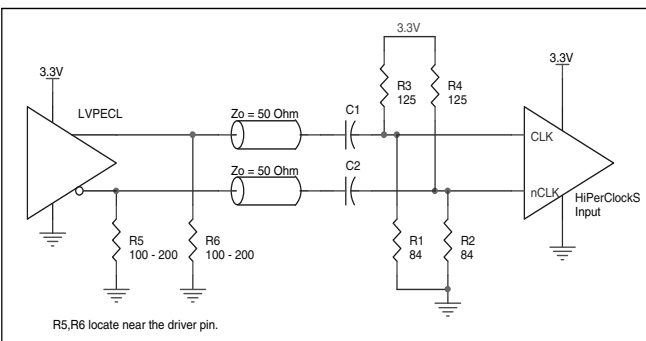 3.3V
3.3V
3.3V
R3
125
R4
125
LVPECL
Zo = 50 Ohm
C1
CLK
Zo = 50 Ohm
C2
nCLK
HiPerClockS
Input
R5
100 - 200
R6
100 - 200
R1
84
R2
84
R5,R6 locate near the driver pin.